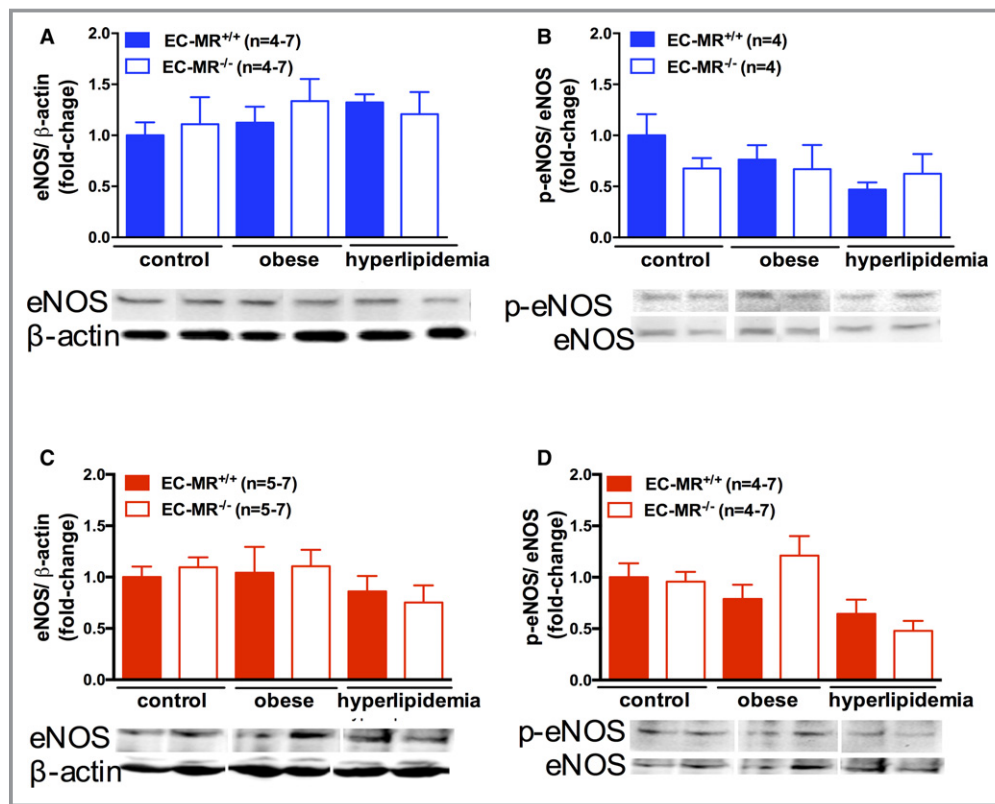 A
2.0
1.5
1.0
0.5
0.0
eNOS/ β-actin
(fold-chage)
EC-MR+/+ (n=4-7)
EC-MR-/- (n=4-7)
control obese hyperlipidemia
eNOS
β-actin
B
2.0
1.5
1.0
0.5
0.0
p-eNOS/ eNOS
(fold-change)
EC-MR+/+ (n=4)
EC-MR-/- (n=4)
control obese hyperlipidemia
p-eNOS
eNOS
C
2.0
1.5
1.0
0.5
0.0
eNOS/ β-actin
(fold-change)
EC-MR+/+ (n=5-7)
EC-MR-/- (n=5-7)
control obese hyperlipidemia
eNOS
β-actin
D
2.0
1.5
1.0
0.5
0.0
p-eNOS/ eNOS
(fold-change)
EC-MR+/+ (n=4-7)
EC-MR-/- (n=4-7)
control obese hyperlipidemia
p-eNOS
eNOS